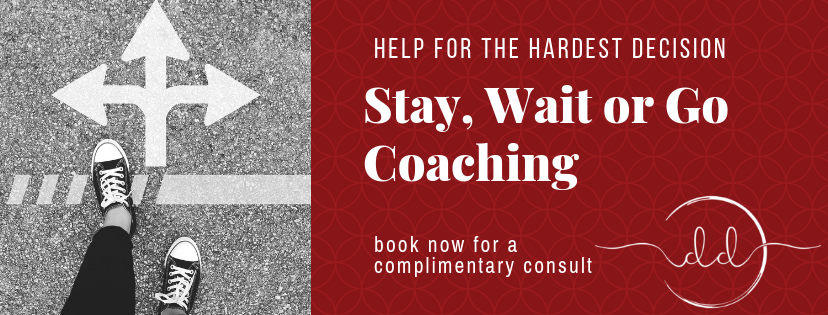 HELP FOR THE HARDEST DECISION
Stay, Wait or Go
Coaching
book now for a
complimentary consult
dd